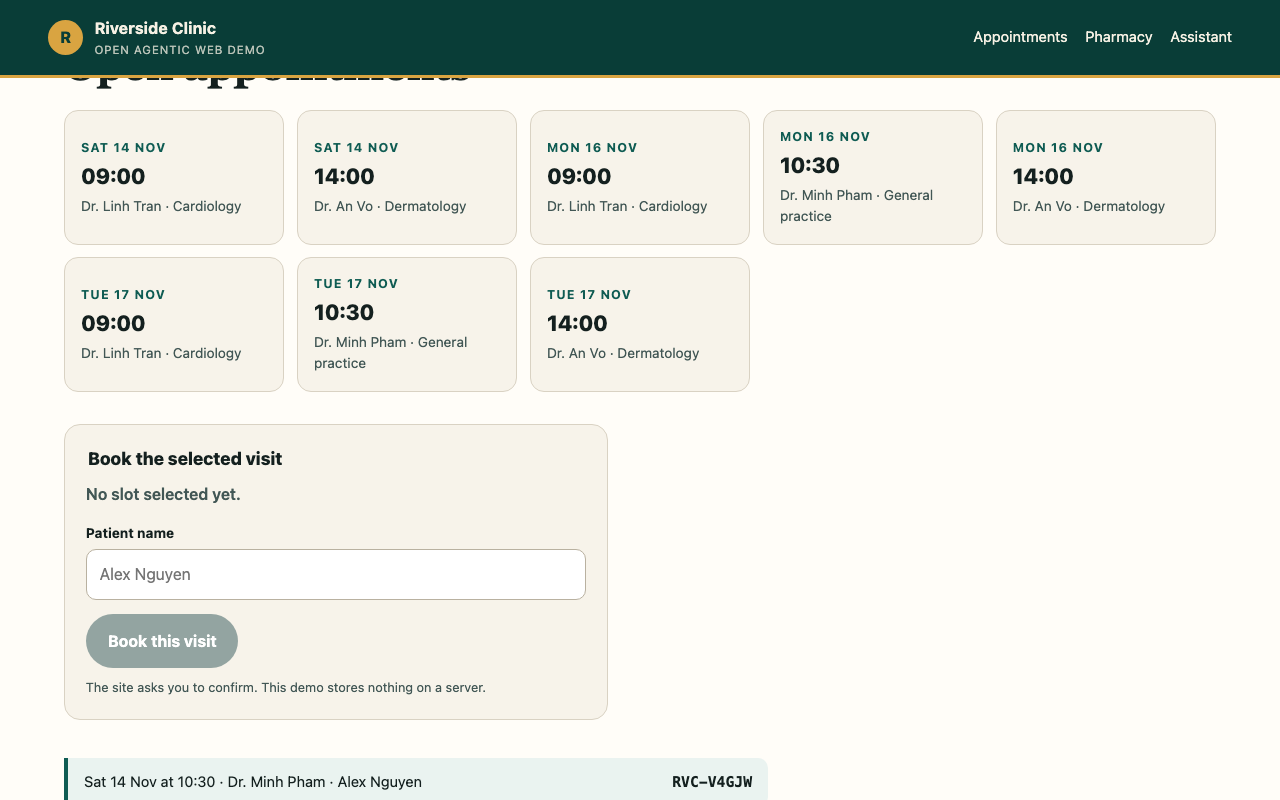 Riverside Clinic
OPEN AGENTIC WEB DEMO
Appointments Pharmacy Assistant
Open appointments
SAT 14 NOV
09:00
Dr. Linh Tran · Cardiology
SAT 14 NOV
14:00
Dr. An Vo · Dermatology
MON 16 NOV
09:00
Dr. Linh Tran · Cardiology
MON 16 NOV
10:30
Dr. Minh Pham · General
practice
MON 16 NOV
14:00
Dr. An Vo · Dermatology
TUE 17 NOV
09:00
Dr. Linh Tran · Cardiology
TUE 17 NOV
10:30
Dr. Minh Pham · General
practice
TUE 17 NOV
14:00
Dr. An Vo · Dermatology
Book the selected visit
No slot selected yet.
Patient name
Alex Nguyen
Book this visit
The site asks you to confirm. This demo stores nothing on a server.
Sat 14 Nov at 10:30 · Dr. Minh Pham · Alex Nguyen RVC-V4GJW